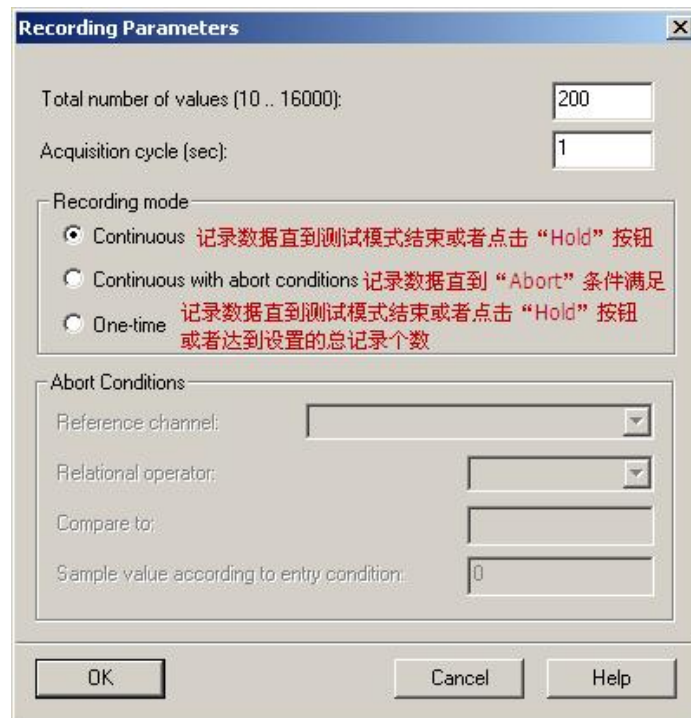 Recording Parameters
Total number of values (10 .. 16000):
200
Acquisition cycle (sec):
1
Recording mode
Continuous 记录数据直到测试模式结束或者点击“Hold”按钮
Continuous with abort conditions 记录数据直到“Abort”条件满足
One-time 记录数据直到测试模式结束或者点击“Hold”按钮
或者达到设置的总记录个数
Abort Conditions
Reference channel:
Relational operator:
Compare to:
Sample value according to entry condition:
0
OK
Cancel
Help